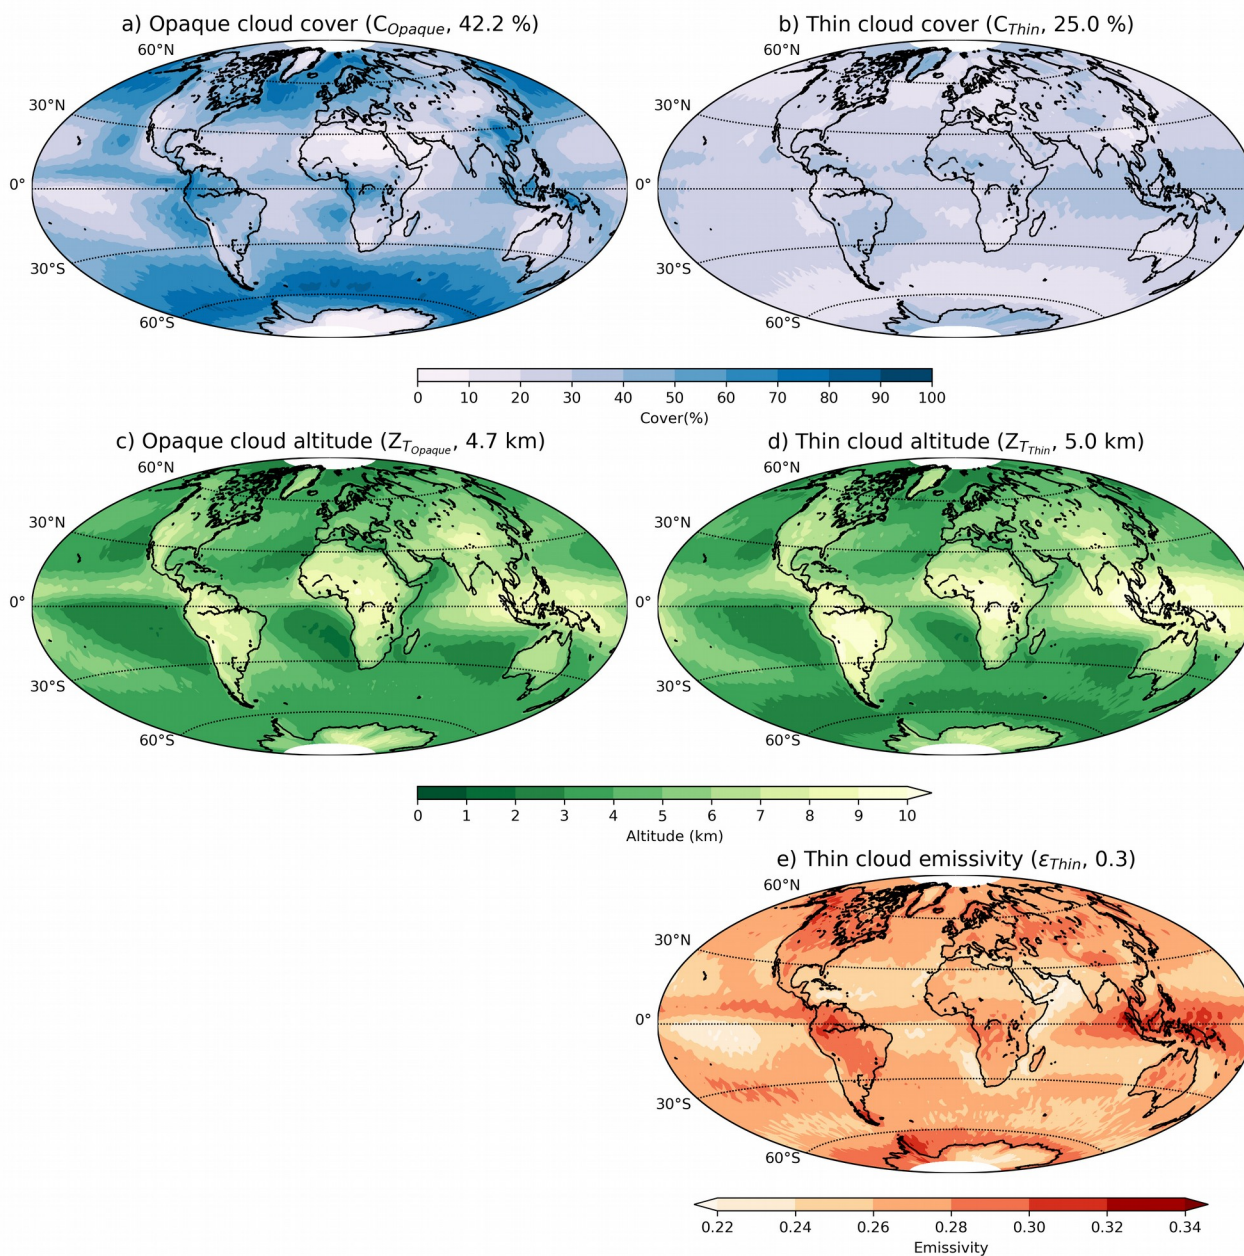 a) Opaque cloud cover (C_Opaque, 42.2 %)
b) Thin cloud cover (C_Thin, 25.0 %)
60°N
30°N
0°
30°S
60°S
60°N
30°N
0°
30°S
60°S
0 10 20 30 40 50 60 70 80 90 100
Cover(%)
c) Opaque cloud altitude (Z_T_Opaque, 4.7 km)
d) Thin cloud altitude (Z_T_Thin, 5.0 km)
60°N
30°N
0°
30°S
60°S
60°N
30°N
0°
30°S
60°S
0 1 2 3 4 5 6 7 8 9 10
Altitude (km)
e) Thin cloud emissivity (ε_Thin, 0.3)
60°N
30°N
0°
30°S
60°S
0.22 0.24 0.26 0.28 0.30 0.32 0.34
Emissivity